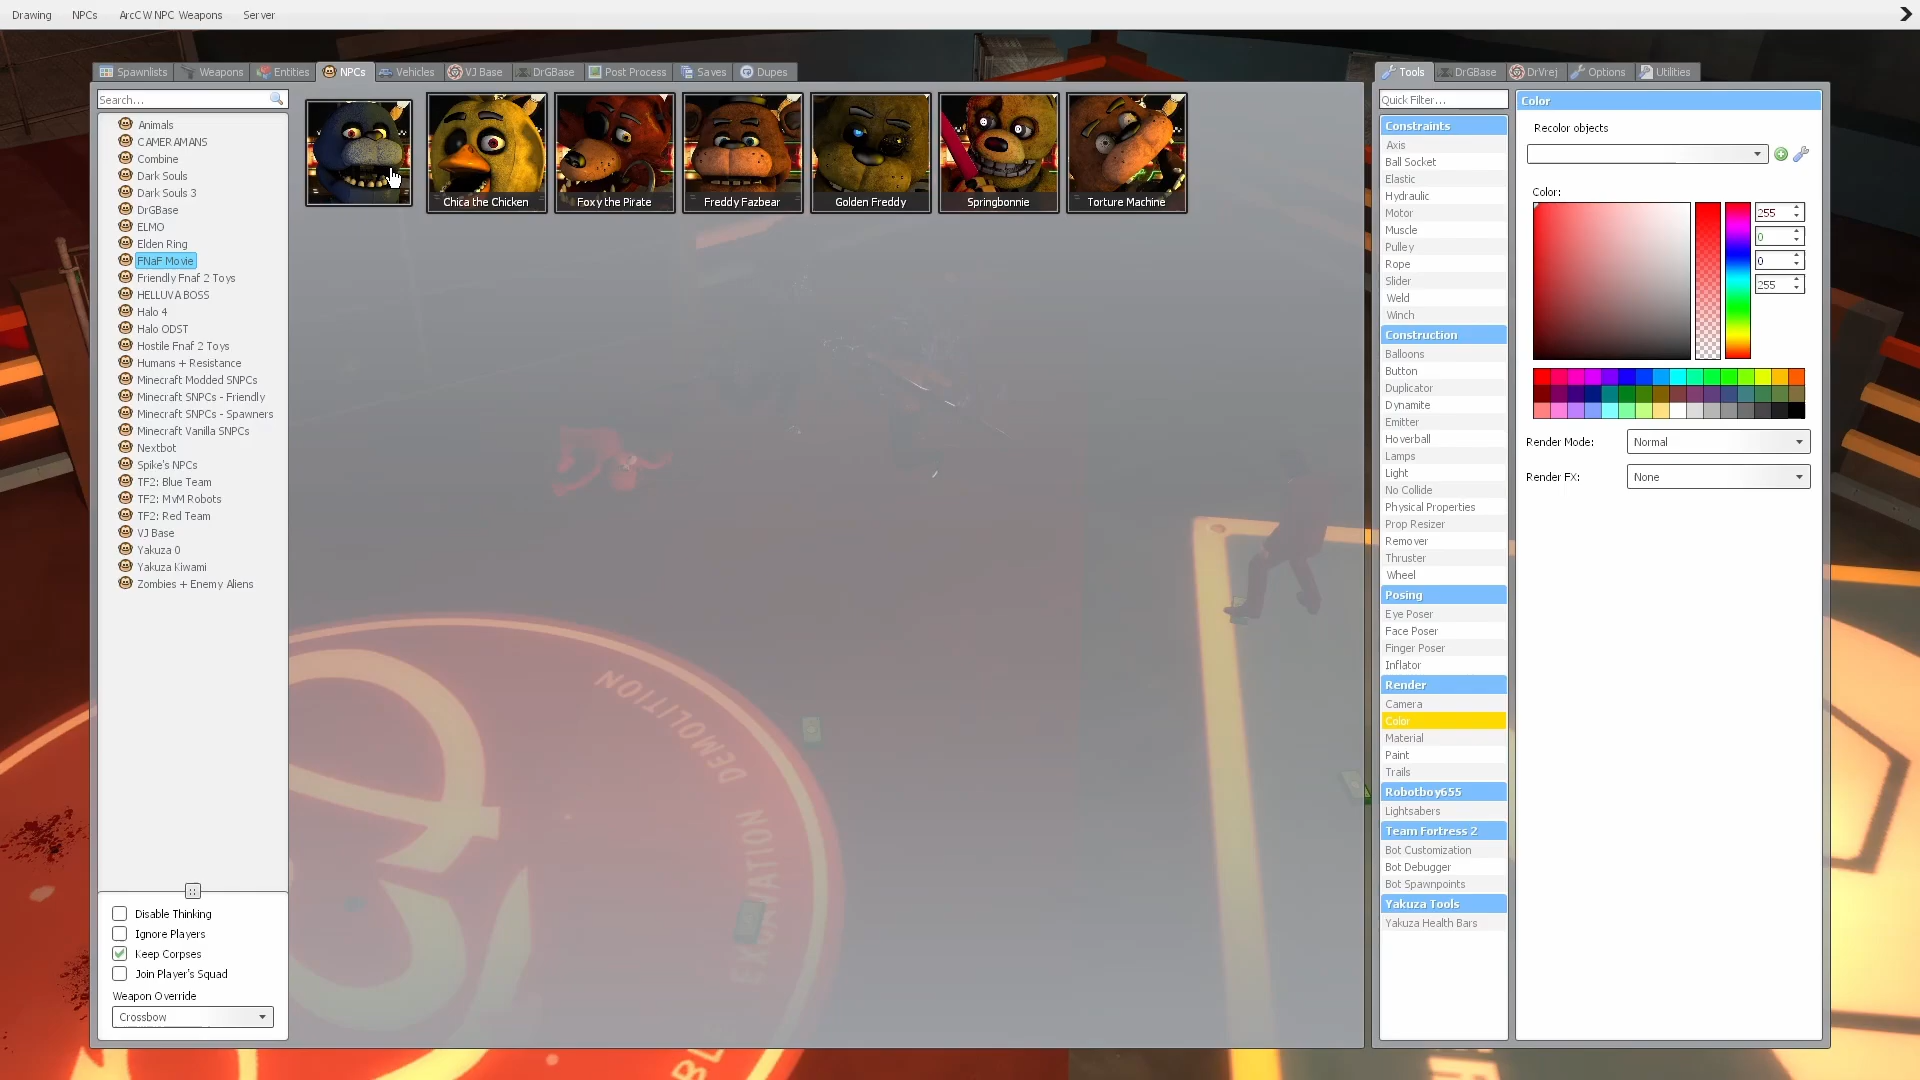 Drawing NPCs ArcCW NPC Weapons Server
Spawnlists Weapons Entities NPCs Vehicles VJ Base DrGBase Post Process Saves Dupes
Search...
Animals
CAMERAMANS
Combine
Dark Souls
Dark Souls 3
DrGBase
ELMO
Elden Ring
FNaF Movie
Friendly Fnaf 2 Toys
HELLUVA BOSS
Halo 4
Halo ODST
Hostile Fnaf 2 Toys
Humans + Resistance
Minecraft Modded SNPCs
Minecraft SNPCs - Friendly
Minecraft SNPCs - Spawners
Minecraft Vanilla SNPCs
Nextbot
Spike's NPCs
TF2: Blue Team
TF2: MvM Robots
TF2: Red Team
VJ Base
Yakuza 0
Yakuza Kiwami
Zombies + Enemy Aliens
Disable Thinking
Ignore Players
Keep Corpses
Join Player's Squad
Weapon Override
Crossbow
Chica the Chicken
Foxy the Pirate
Freddy Fazbear
Golden Freddy
Springbonnie
Torture Machine
EXCAVATION DEMOLITION
Tools DrGBase DrVrej Options Utilities
Quick Filter...
Constraints
Axis
Ball Socket
Elastic
Hydraulic
Motor
Muscle
Pulley
Rope
Slider
Weld
Winch
Construction
Balloons
Button
Duplicator
Dynamite
Emitter
Hoverball
Lamps
Light
No Collide
Physical Properties
Prop Resizer
Remover
Thruster
Wheel
Posing
Eye Poser
Face Poser
Finger Poser
Inflator
Render
Camera
Color
Material
Paint
Trails
Robotboy655
Lightsabers
Team Fortress 2
Bot Customization
Bot Debugger
Bot Spawnpoints
Yakuza Tools
Yakuza Health Bars
Color
Recolor objects
Color:
255
0
0
255
Render Mode: Normal
Render FX: None